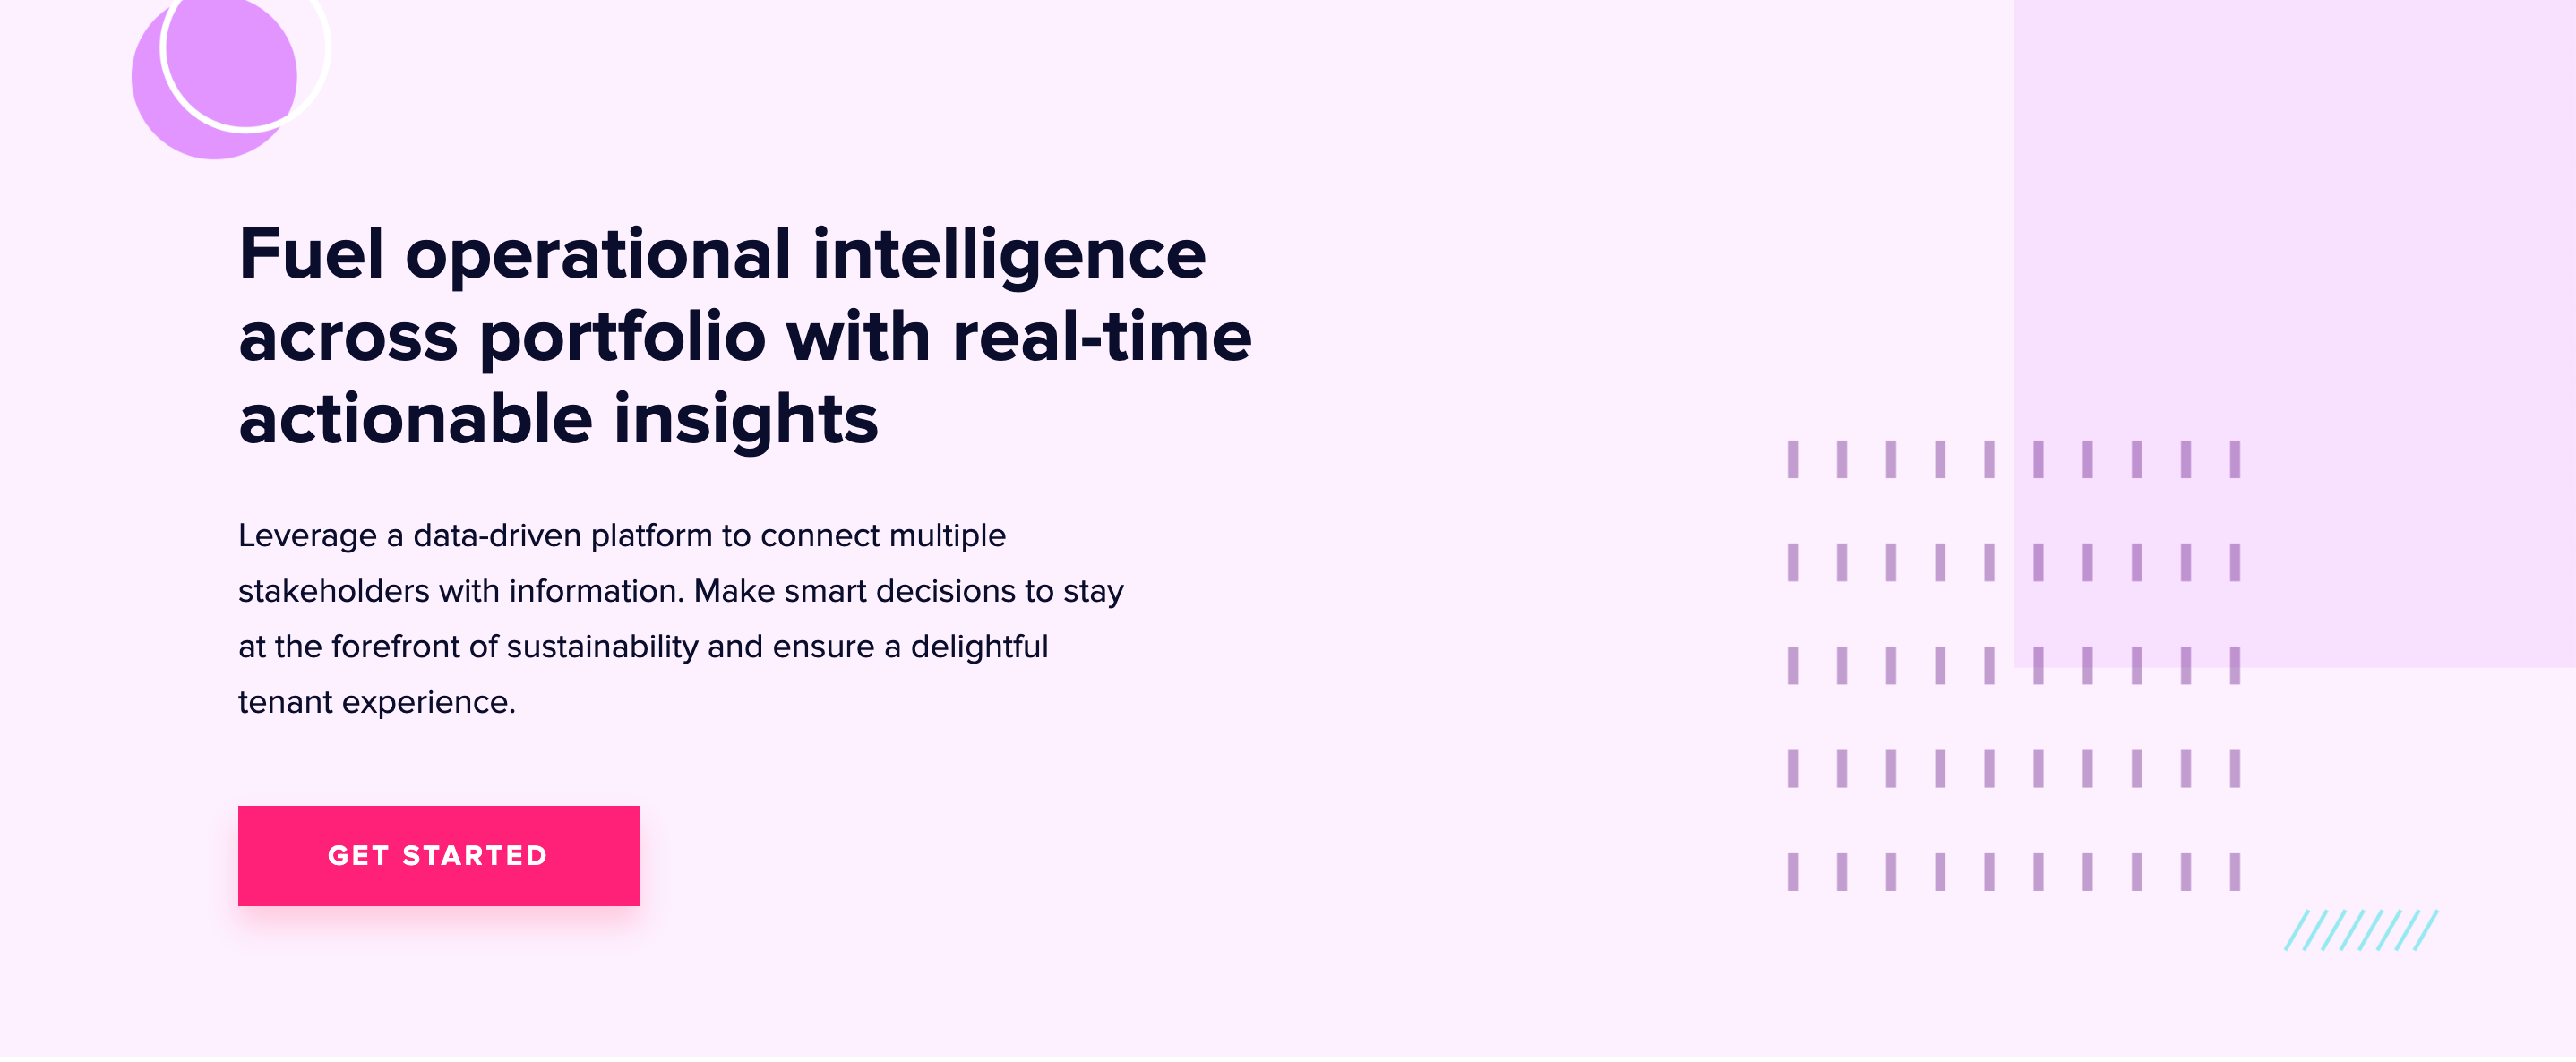 Fuel operational intelligence
across portfolio with real-time
actionable insights
Leverage a data-driven platform to connect multiple
stakeholders with information. Make smart decisions to stay
at the forefront of sustainability and ensure a delightful
tenant experience.
GET STARTED